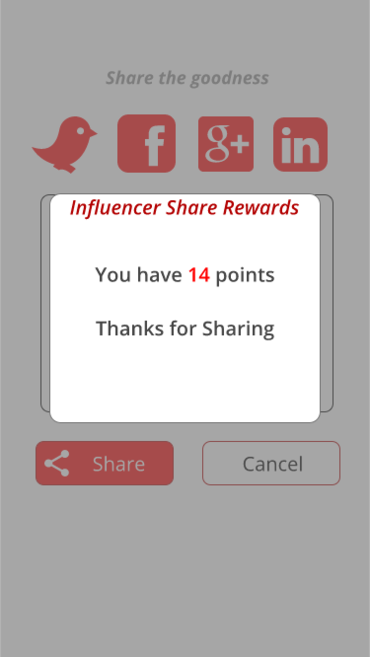 Share the goodness
f g+ in
Influencer Share Rewards
You have 14 points
Thanks for Sharing
Share Cancel